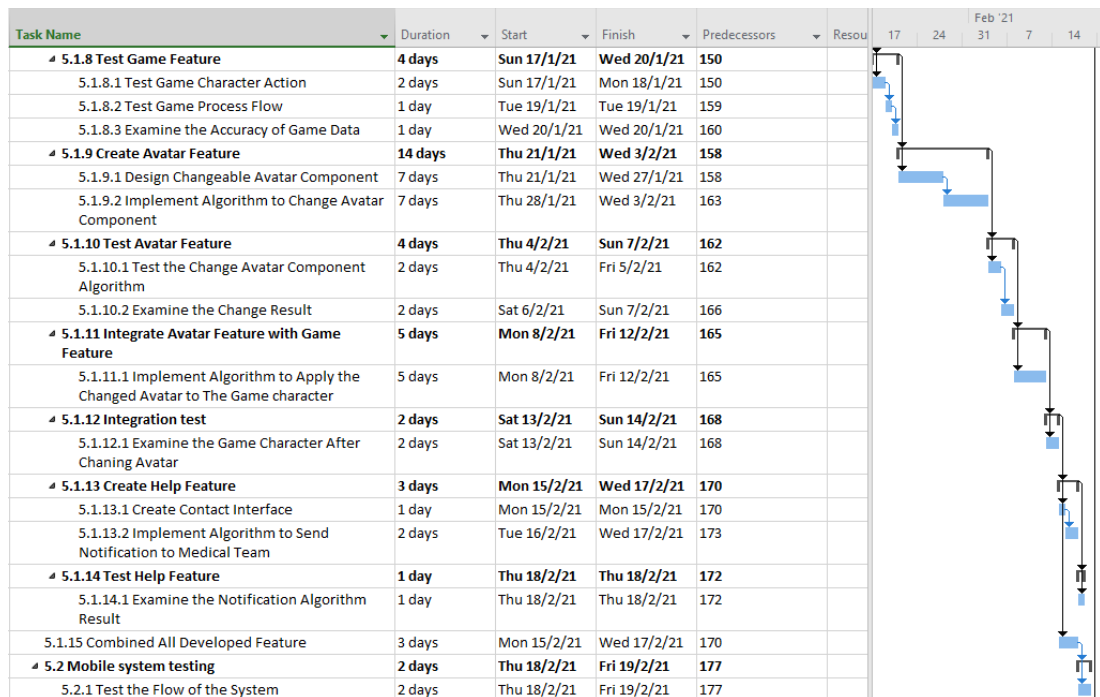 Feb '21
Task Name Duration Start Finish Predecessors Resou 17 24 31 7 14
5.1.8 Test Game Feature 4 days Sun 17/1/21 Wed 20/1/21 150
5.1.8.1 Test Game Character Action 2 days Sun 17/1/21 Mon 18/1/21 150
5.1.8.2 Test Game Process Flow 1 day Tue 19/1/21 Tue 19/1/21 159
5.1.8.3 Examine the Accuracy of Game Data 1 day Wed 20/1/21 Wed 20/1/21 160
5.1.9 Create Avatar Feature 14 days Thu 21/1/21 Wed 3/2/21 158
5.1.9.1 Design Changeable Avatar Component 7 days Thu 21/1/21 Wed 27/1/21 158
5.1.9.2 Implement Algorithm to Change Avatar 7 days Thu 28/1/21 Wed 3/2/21 163
Component
5.1.10 Test Avatar Feature 4 days Thu 4/2/21 Sun 7/2/21 162
5.1.10.1 Test the Change Avatar Component 2 days Thu 4/2/21 Fri 5/2/21 162
Algorithm
5.1.10.2 Examine the Change Result 2 days Sat 6/2/21 Sun 7/2/21 166
5.1.11 Integrate Avatar Feature with Game 5 days Mon 8/2/21 Fri 12/2/21 165
Feature
5.1.11.1 Implement Algorithm to Apply the 5 days Mon 8/2/21 Fri 12/2/21 165
Changed Avatar to The Game character
5.1.12 Integration test 2 days Sat 13/2/21 Sun 14/2/21 168
5.1.12.1 Examine the Game Character After 2 days Sat 13/2/21 Sun 14/2/21 168
Chaning Avatar
5.1.13 Create Help Feature 3 days Mon 15/2/21 Wed 17/2/21 170
5.1.13.1 Create Contact Interface 1 day Mon 15/2/21 Mon 15/2/21 170
5.1.13.2 Implement Algorithm to Send 2 days Tue 16/2/21 Wed 17/2/21 173
Notification to Medical Team
5.1.14 Test Help Feature 1 day Thu 18/2/21 Thu 18/2/21 172
5.1.14.1 Examine the Notification Algorithm 1 day Thu 18/2/21 Thu 18/2/21 172
Result
5.1.15 Combined All Developed Feature 3 days Mon 15/2/21 Wed 17/2/21 170
5.2 Mobile system testing 2 days Thu 18/2/21 Fri 19/2/21 177
5.2.1 Test the Flow of the System 2 days Thu 18/2/21 Fri 19/2/21 177